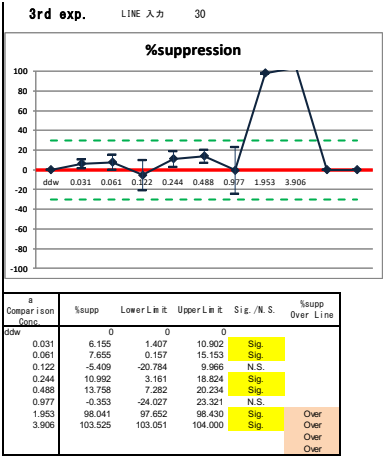 3rd exp. LINE 入力 30
%suppression
100
80
60
40
20
0
ddw 0.031 0.061 0.122 0.244 0.488 0.977 1.953 3.906
-20
-40
-60
-80
-100
a
Comparison Conc. %supp LowerLimit UpperLimit Sig./N.S. %supp Over Line
ddw 0 0 0
0.031 6.155 1.407 10.902 Sig.
0.061 7.655 0.157 15.153 Sig.
0.122 -5.409 -20.784 9.966 N.S.
0.244 10.992 3.161 18.824 Sig.
0.488 13.758 7.282 20.234 Sig.
0.977 -0.353 -24.027 23.321 N.S.
1.953 98.041 97.652 98.430 Sig. Over
3.906 103.525 103.051 104.000 Sig. Over
Over
Over